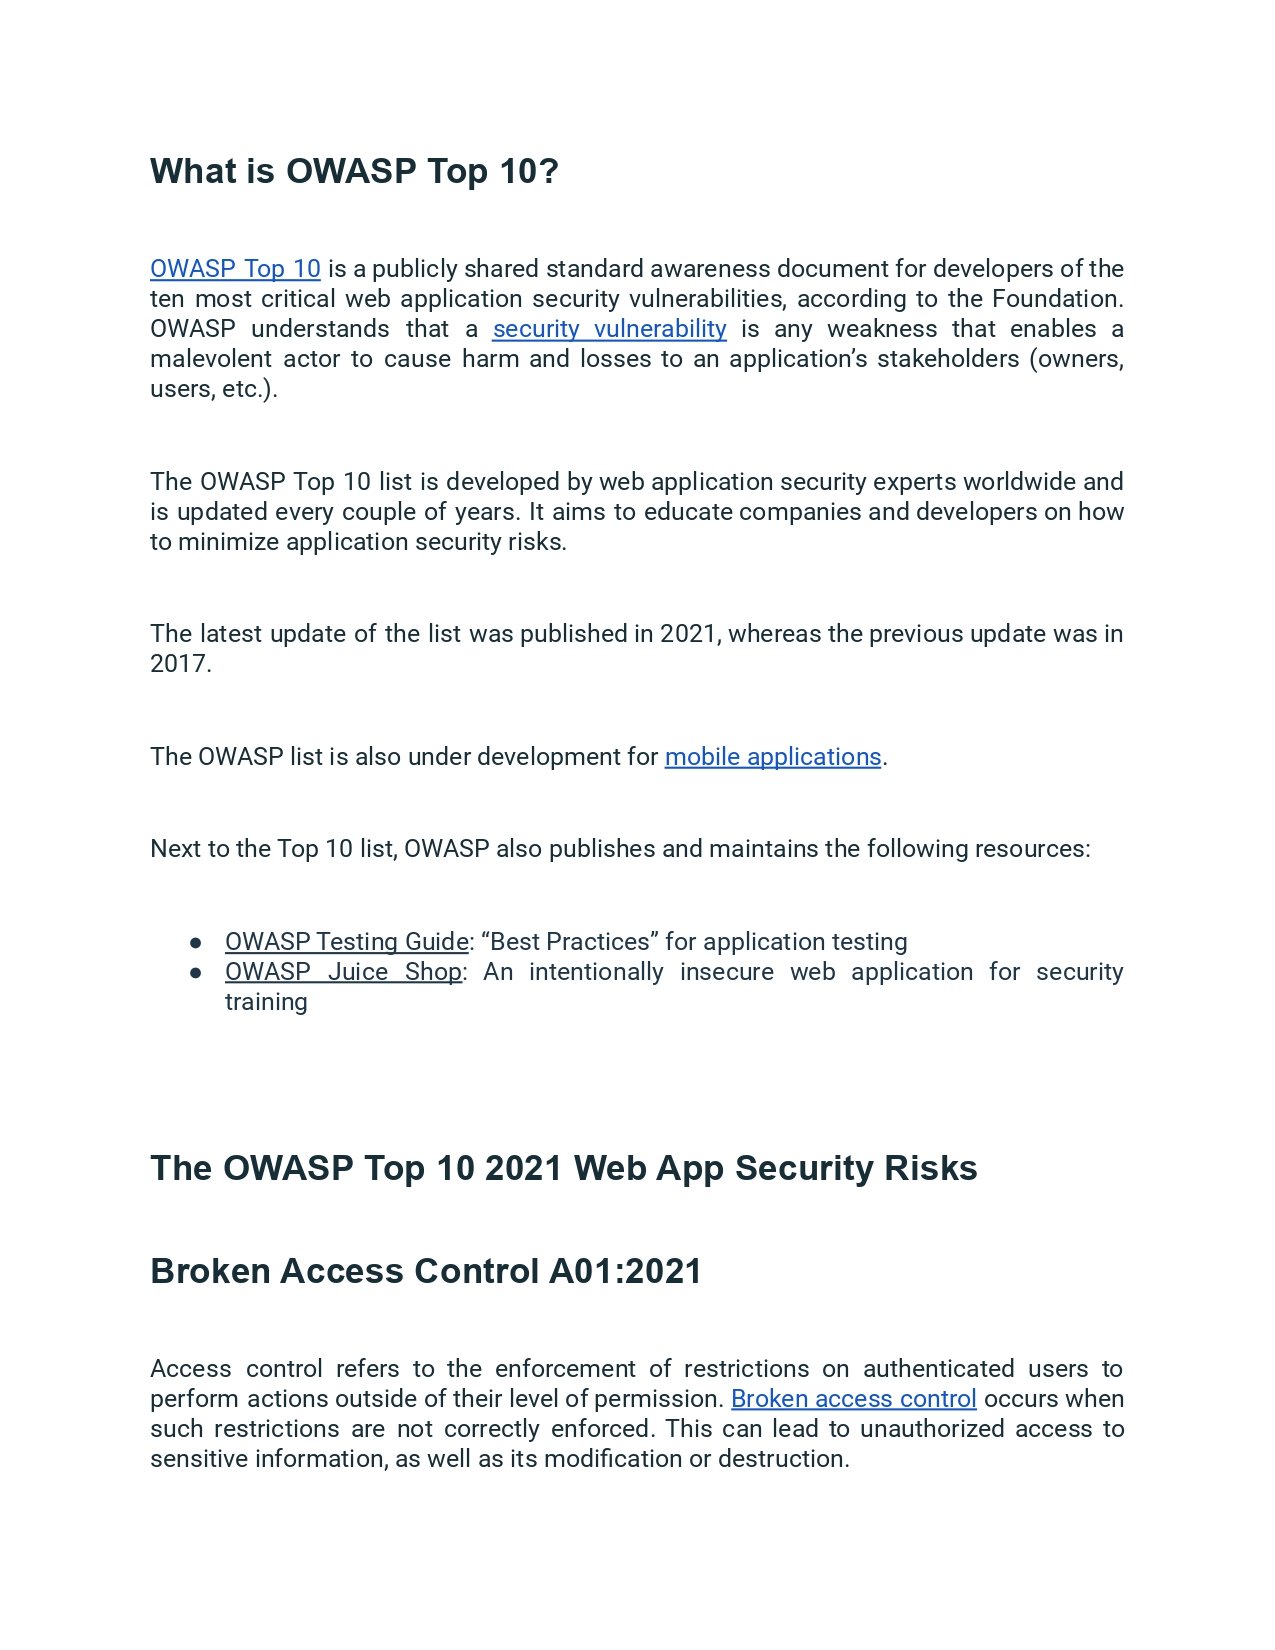 What is OWASP Top 10?
OWASP Top 10 is a publicly shared standard awareness document for developers of the
ten most critical web application security vulnerabilities, according to the Foundation.
OWASP understands that a security vulnerability is any weakness that enables a
malevolent actor to cause harm and losses to an application’s stakeholders (owners,
users, etc.).
The OWASP Top 10 list is developed by web application security experts worldwide and
is updated every couple of years. It aims to educate companies and developers on how
to minimize application security risks.
The latest update of the list was published in 2021, whereas the previous update was in
2017.
The OWASP list is also under development for mobile applications.
Next to the Top 10 list, OWASP also publishes and maintains the following resources:
● OWASP Testing Guide: “Best Practices” for application testing
● OWASP Juice Shop: An intentionally insecure web application for security
training
The OWASP Top 10 2021 Web App Security Risks
Broken Access Control A01:2021
Access control refers to the enforcement of restrictions on authenticated users to
perform actions outside of their level of permission. Broken access control occurs when
such restrictions are not correctly enforced. This can lead to unauthorized access to
sensitive information, as well as its modification or destruction.